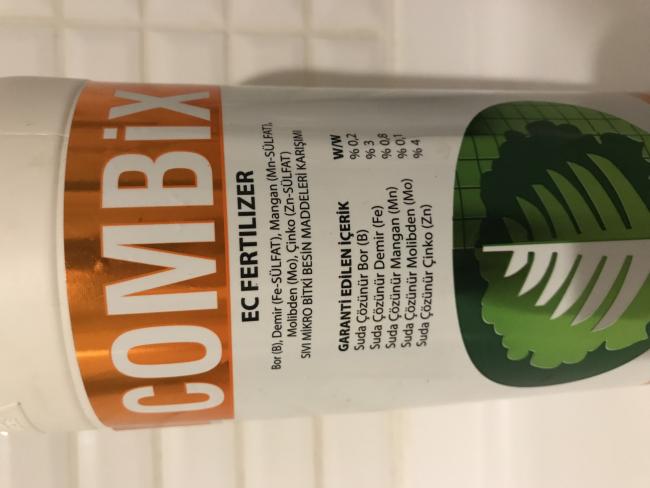 COMBiX
EC FERTILIZER
Bor (B), Demir (Fe-SÜLFAT), Mangan (Mn-SÜLFAT),
Molibden (Mo), Çinko (Zn-SÜLFAT)
SIVI MİKRO BİTKİ BESİN MADDELERİ KARIŞIMI
GARANTİ EDİLEN İÇERİK W/W
Suda Çözünür Bor (B) % 0,2
Suda Çözünür Demir (Fe) % 3
Suda Çözünür Mangan (Mn) % 0,8
Suda Çözünür Molibden (Mo) % 0,1
Suda Çözünür Çinko (Zn) % 4